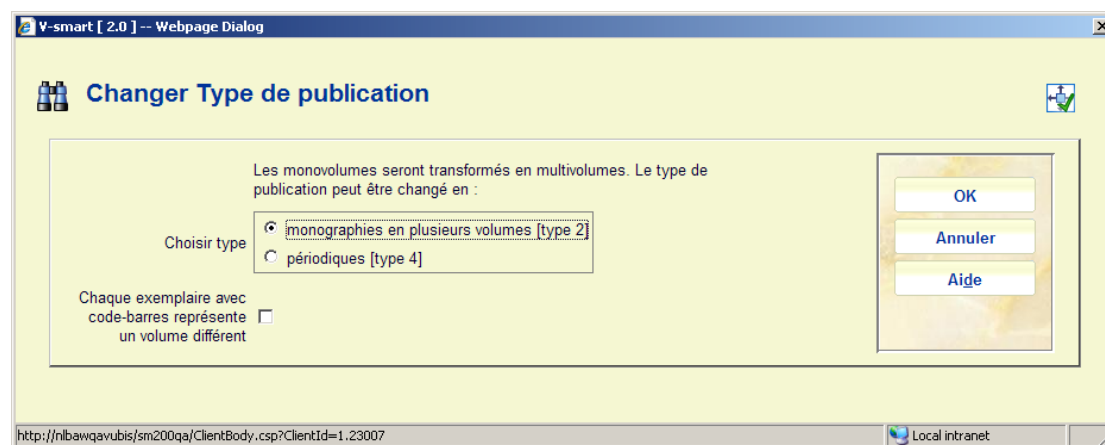 V-smart [ 2.0 ] -- Webpage Dialog
Changer Type de publication
Les monovolumes seront transformés en multivolumes. Le type de
publication peut être changé en :
Choisir type
monographies en plusieurs volumes [type 2]
périodiques [type 4]
Chaque exemplaire avec
code-barres représente
un volume différent
OK
Annuler
Aide
http://nlbawqavubis/sm200qa/ClientBody.csp?ClientId=1.23007
Local intranet